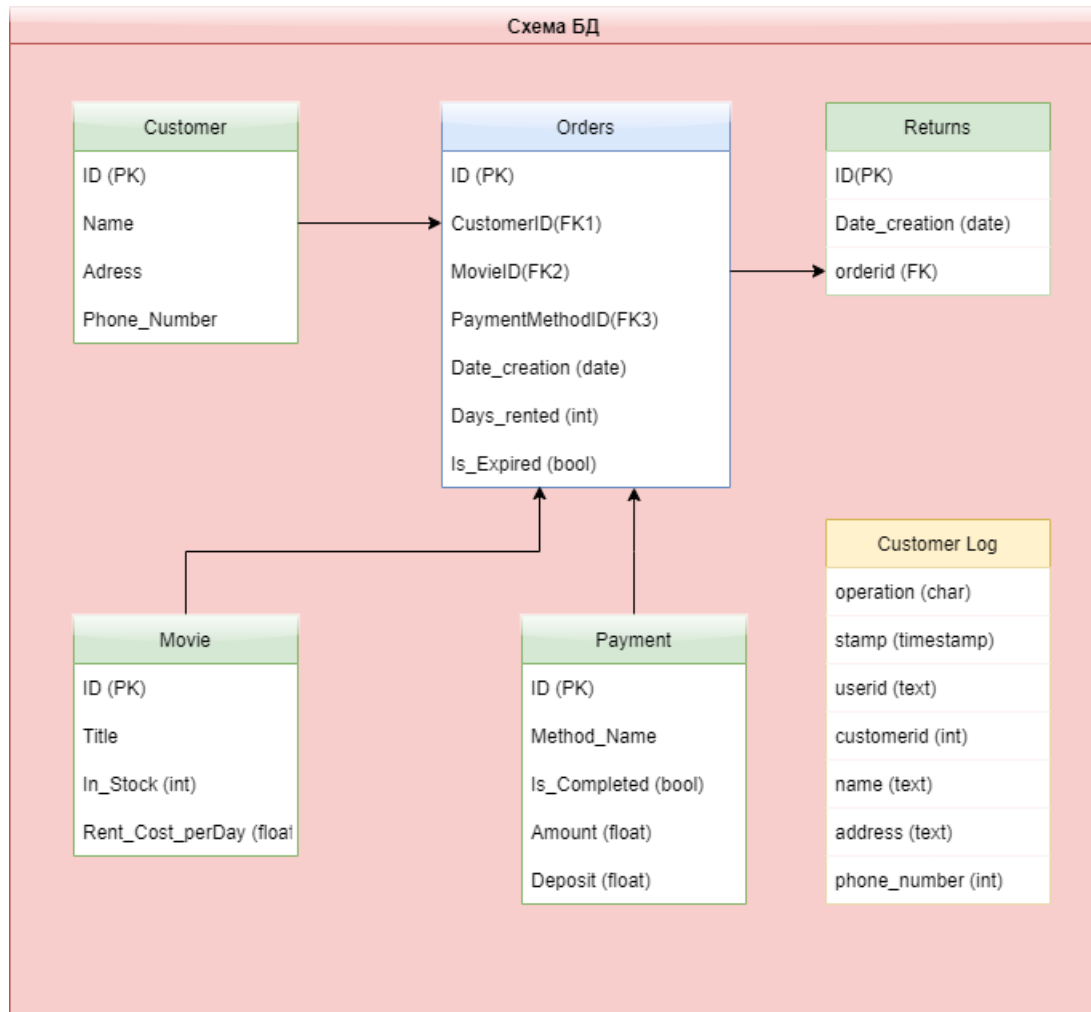 Схема БД
Customer
ID (PK)
Name
Adress
Phone_Number
Orders
ID (PK)
CustomerID(FK1)
MovieID(FK2)
PaymentMethodID(FK3)
Date_creation (date)
Days_rented (int)
Is_Expired (bool)
Returns
ID(PK)
Date_creation (date)
orderid (FK)
Movie
ID (PK)
Title
In_Stock (int)
Rent_Cost_perDay (float
Payment
ID (PK)
Method_Name
Is_Completed (bool)
Amount (float)
Deposit (float)
Customer Log
operation (char)
stamp (timestamp)
userid (text)
customerid (int)
name (text)
address (text)
phone_number (int)